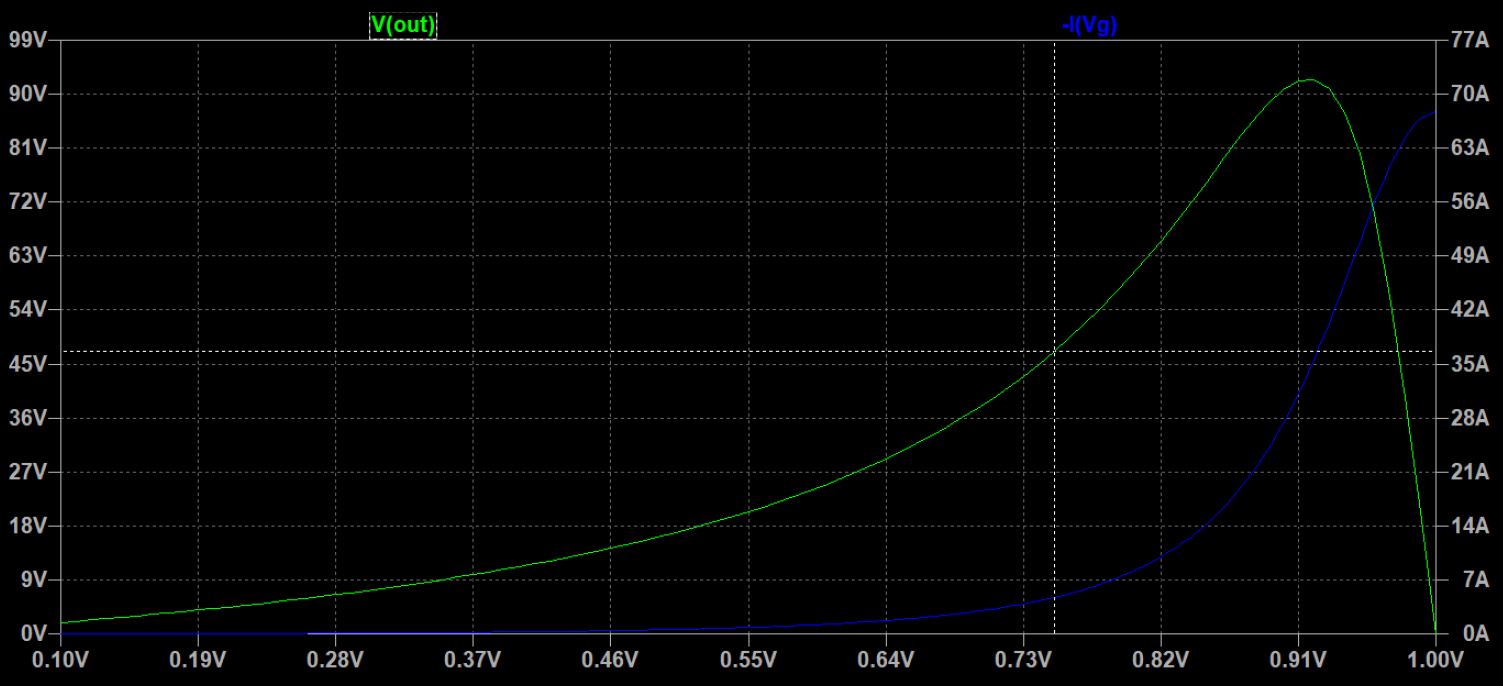 V(out) -I(Vg)
99V 77A
90V 70A
81V 63A
72V 56A
63V 49A
54V 42A
45V 35A
36V 28A
27V 21A
18V 14A
9V 7A
0V 0A
0.10V 0.19V 0.28V 0.37V 0.46V 0.55V 0.64V 0.73V 0.82V 0.91V 1.00V